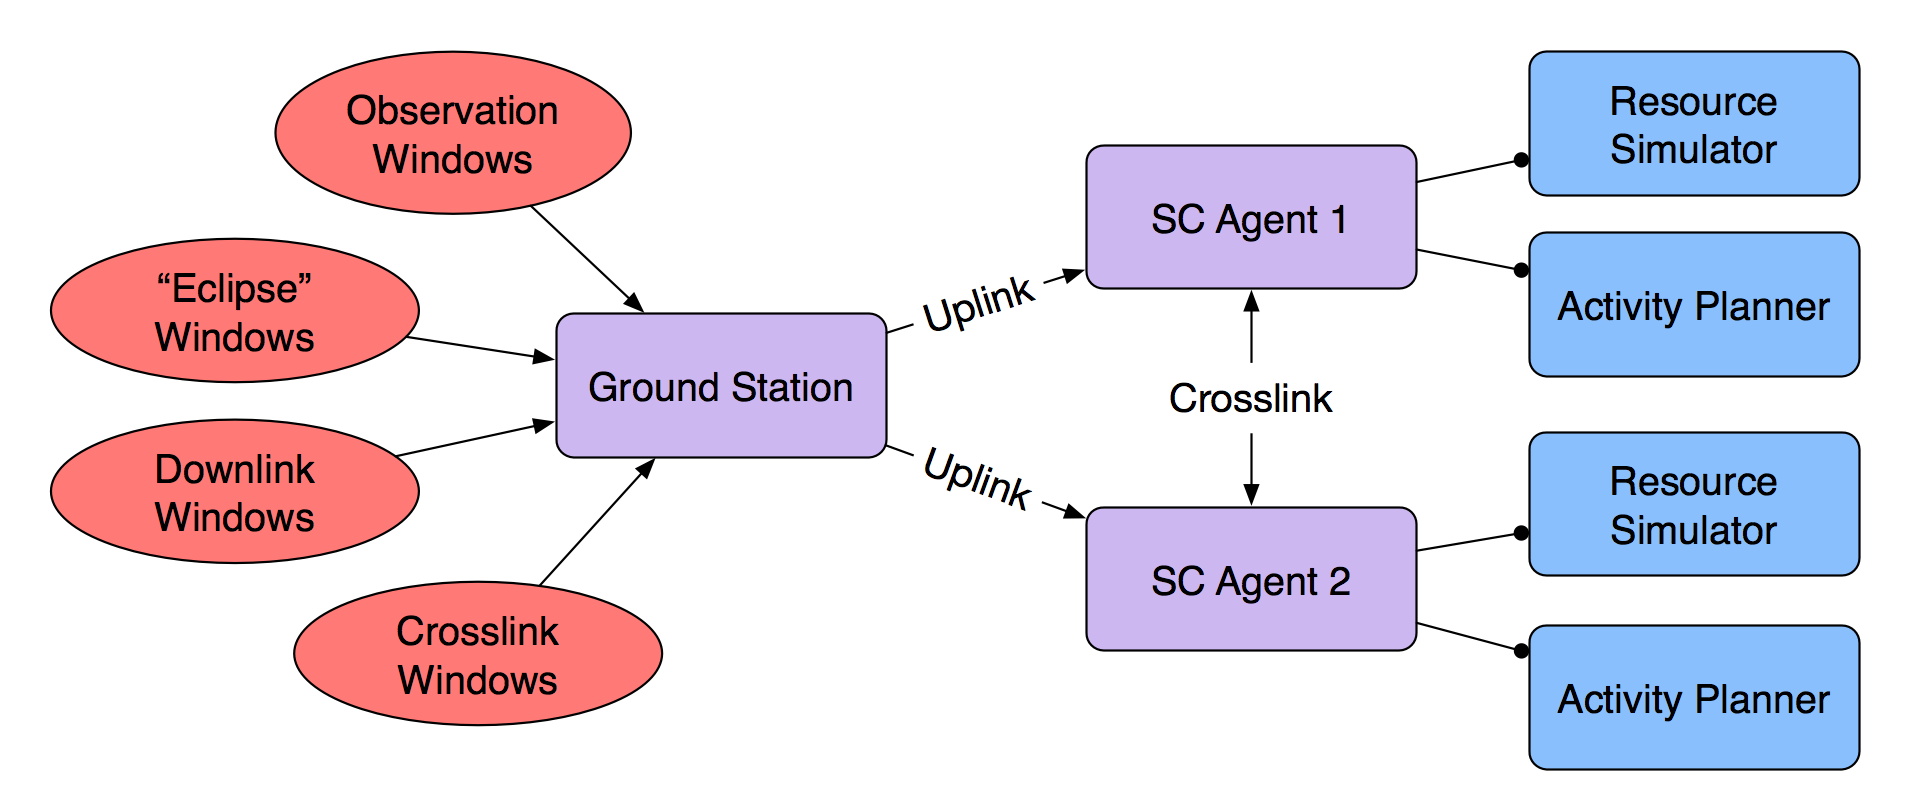 Observation
Windows
“Eclipse”
Windows
Downlink
Windows
Crosslink
Windows
Ground Station
Uplink
Uplink
SC Agent 1
Crosslink
SC Agent 2
Resource
Simulator
Activity Planner
Resource
Simulator
Activity Planner